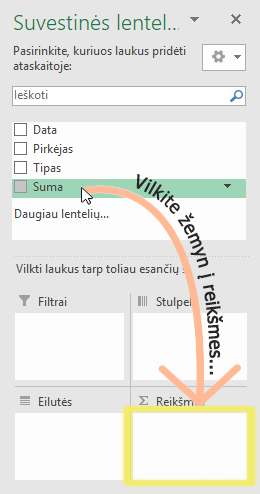 Suvestinės lentel...
Pasirinkite, kuriuos laukus pridėti
ataskaitoje:
Ieškoti
Data
Pirkėjas
Tipas
Suma
Daugiau lentelių...
Vilkite žemyn į reikšmes...
Vilkti laukus tarp toliau esančių
Filtrai
Stulpel
Eilutės
Σ Reikšm